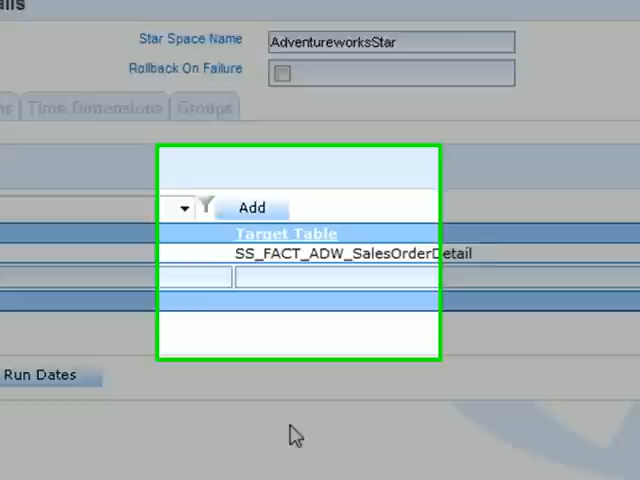 Star Space Name AdventureworksStar
Rollback On Failure
Time Dimensions Groups
Add
Target Table
SS_FACT_ADW_SalesOrderDetail
Run Dates